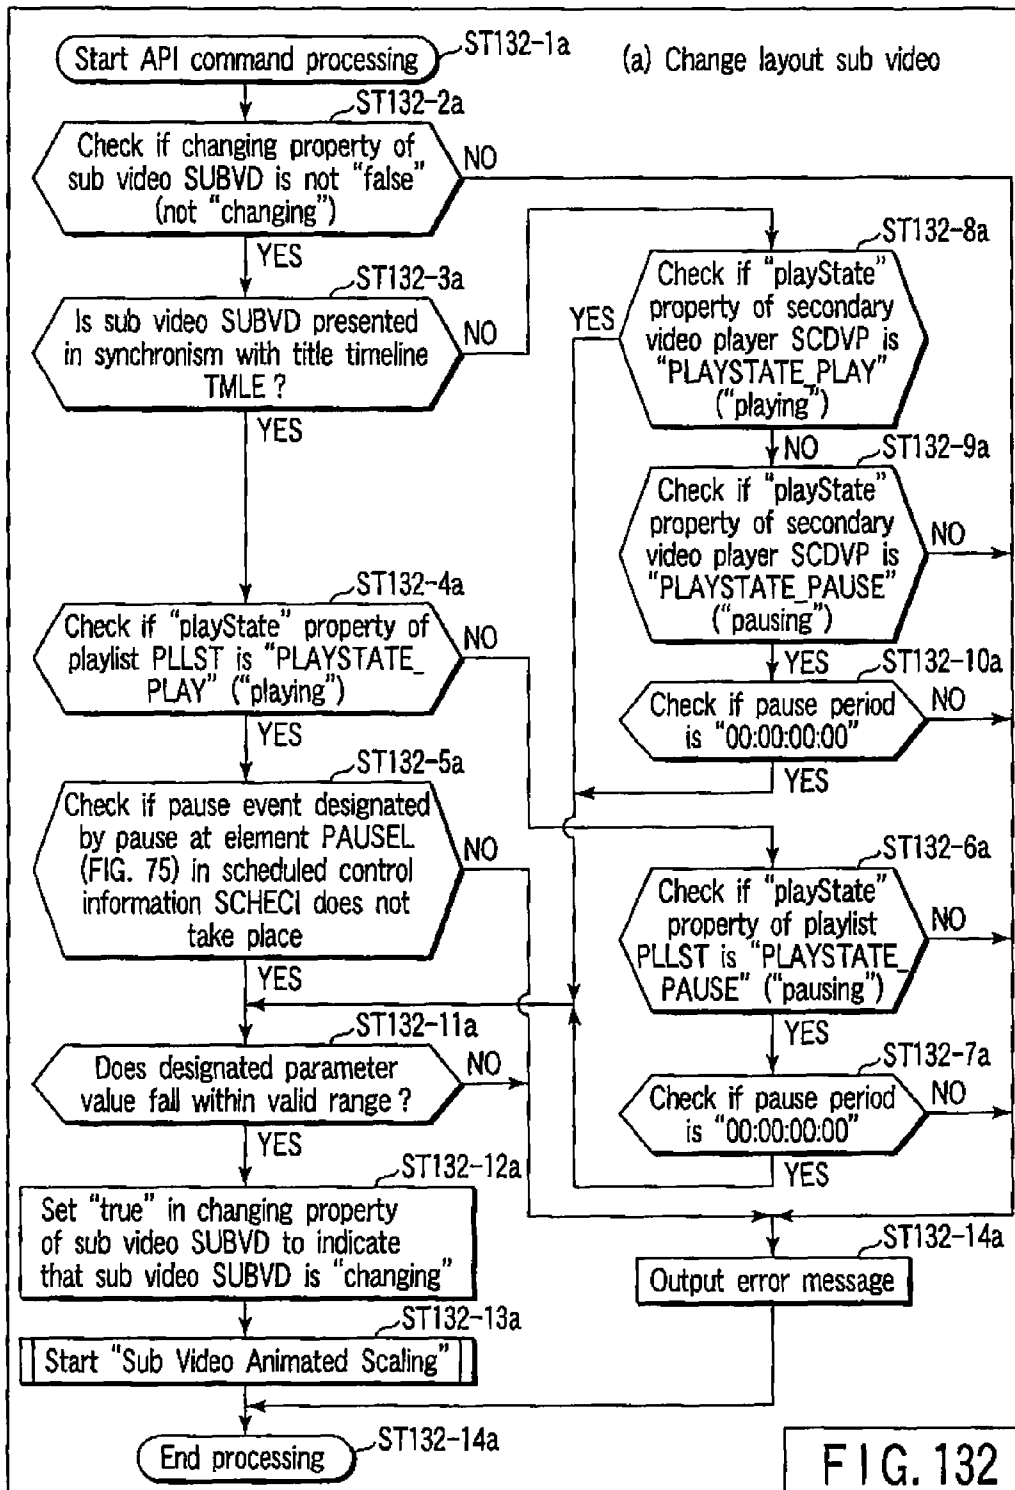 Start API command processing
ST132-1a
(a) Change layout sub video
ST132-2a
Check if changing property of
sub video SUBVD is not “false”
(not “changing”)
NO
YES
ST132-3a
Is sub video SUBVD presented
in synchronism with title timeline
TMLE ?
NO
YES
ST132-8a
Check if “playState”
property of secondary
video player SCDVP is
“PLAYSTATE_PLAY”
(“playing”)
YES
NO
ST132-9a
Check if “playState”
property of secondary
video player SCDVP is
“PLAYSTATE_PAUSE”
(“pausing”)
NO
YES
ST132-10a
Check if pause period
is “00:00:00:00”
NO
YES
ST132-4a
Check if “playState” property of
playlist PLLST is “PLAYSTATE_
PLAY” (“playing”)
NO
YES
ST132-5a
Check if pause event designated
by pause at element PAUSEL
(FIG. 75) in scheduled control
information SCHECI does not
take place
NO
YES
ST132-6a
Check if “playState”
property of playlist
PLLST is “PLAYSTATE_
PAUSE” (“pausing”)
NO
YES
ST132-7a
Check if pause period
is “00:00:00:00”
NO
YES
ST132-11a
Does designated parameter
value fall within valid range ?
NO
YES
ST132-12a
Set “true” in changing property
of sub video SUBVD to indicate
that sub video SUBVD is “changing”
ST132-13a
Start “Sub Video Animated Scaling”
ST132-14a
Output error message
End processing
ST132-14a
FIG. 132